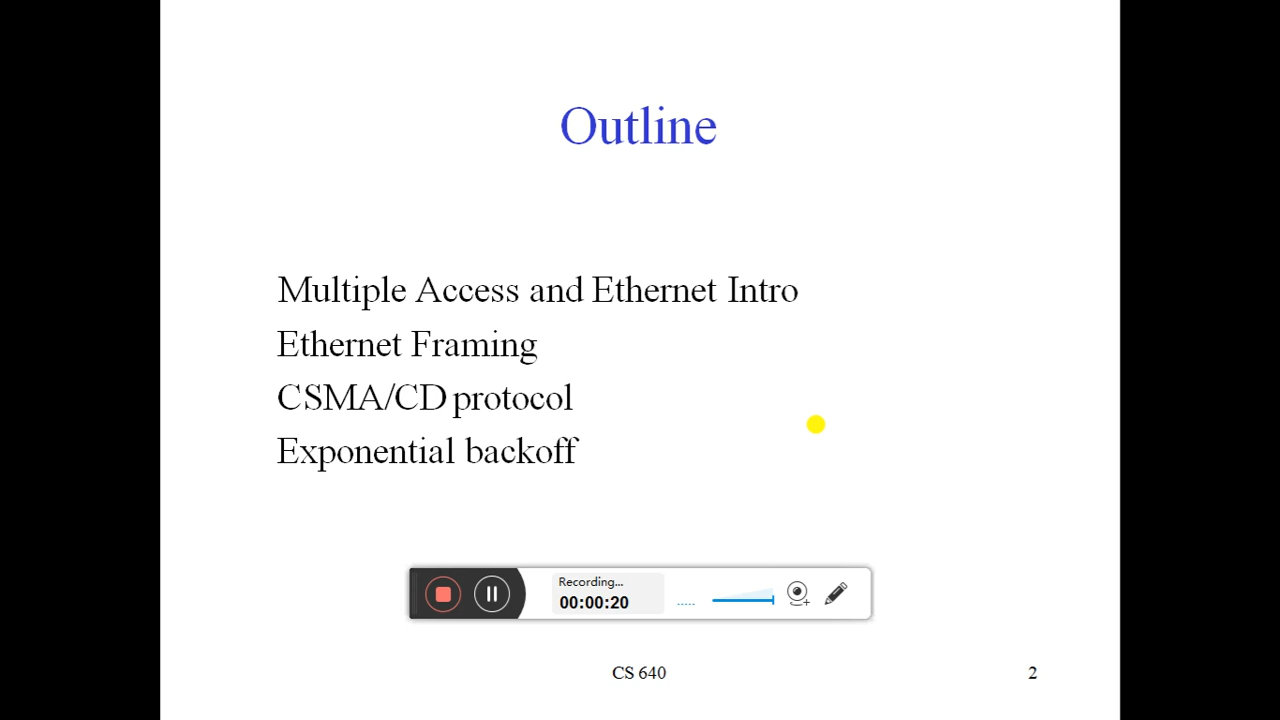 Outline
Multiple Access and Ethernet Intro
Ethernet Framing
CSMA/CD protocol
Exponential backoff
Recording...
00:00:20
CS 640
2